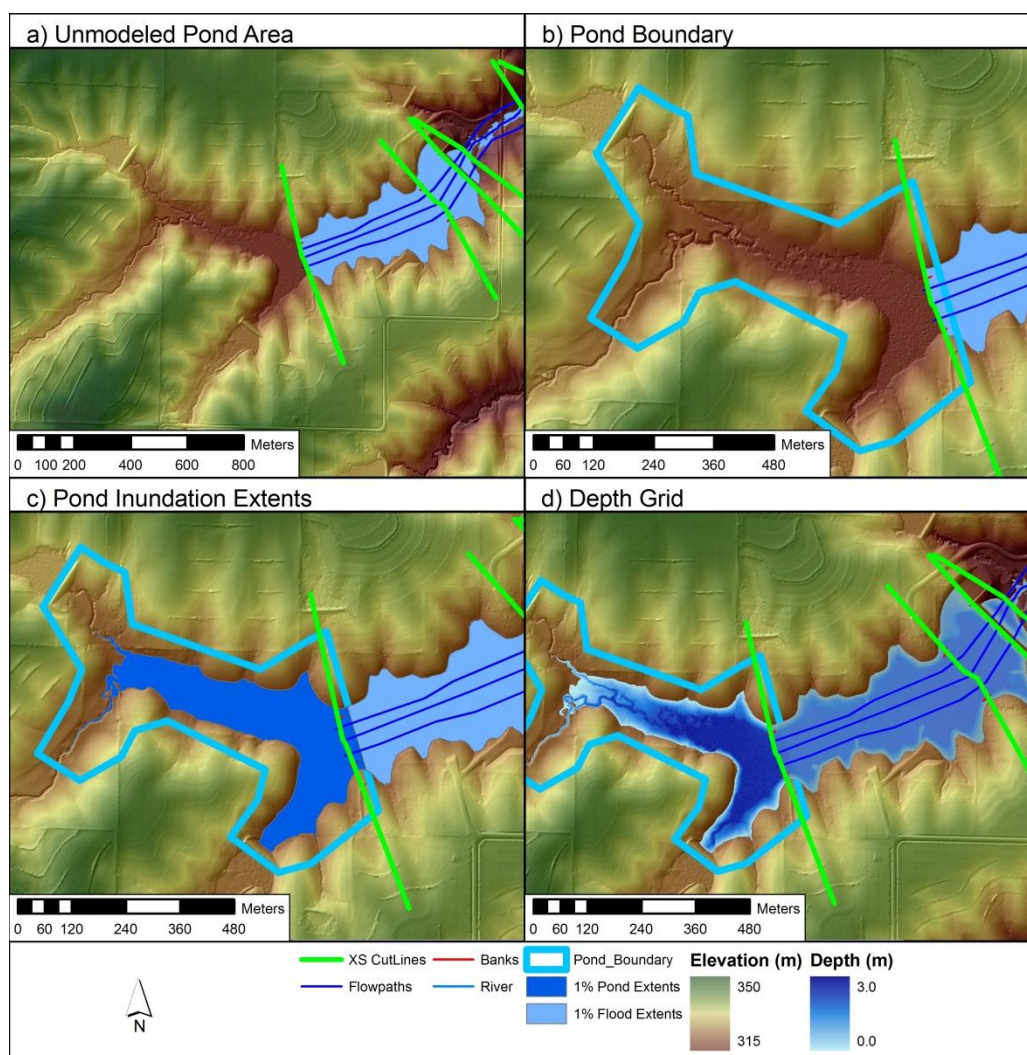 a) Unmodeled Pond Area
b) Pond Boundary
Meters
0 100 200 400 600 800
Meters
0 60 120 240 360 480
c) Pond Inundation Extents
d) Depth Grid
Meters
0 60 120 240 360 480
Meters
0 60 120 240 360 480
XS CutLines
Banks
Pond_Boundary
Elevation (m)
Depth (m)
Flowpaths
River
1% Pond Extents
350
3.0
1% Flood Extents
315
0.0
N